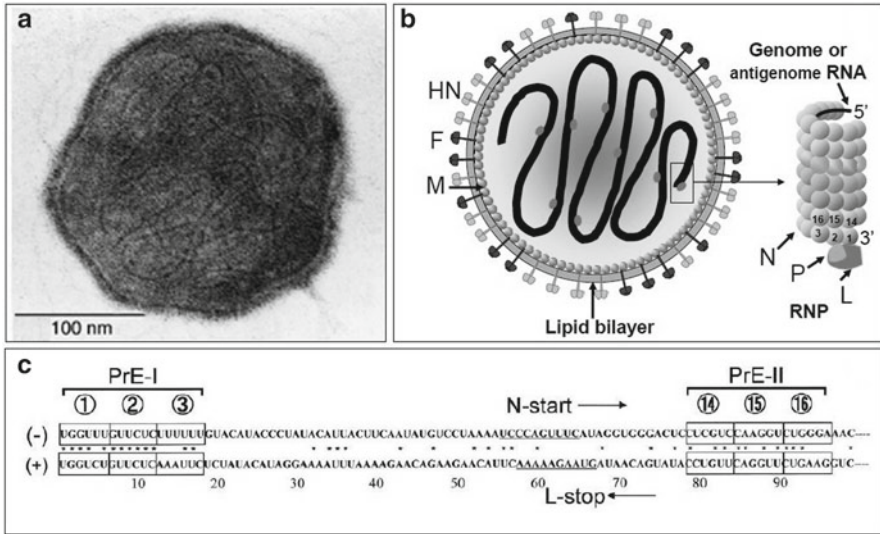 a
100 nm
b
HN
F
M
Lipid bilayer
Genome or
antigenome RNA
5'
16 15 14
3 2 1
3'
N
P
L
RNP
c
PrE-I
PrE-II
① ② ③
N-start
⑭ ⑮ ⑯
(-) UGGUUUGUUCUCUUUUUUGUACAUACCCUAUACAUUACUUCAAUAUGUCCUAAAAUCCCAGUUUCAUAGGUGGGACUCCUCGUCCAAGGUCUGGGAAAC----
(+) UGGUCUGUUCUCAAAUUCUCUAUACAUAGGAAAAUUUAAAAGAACAGAAGAACAUUCAAAAAGAAUGAUAACAGUAUACCUGUUCAGGUUCUGAAGGUC----
10 20 30 40 50 60 70 80 90
L-stop